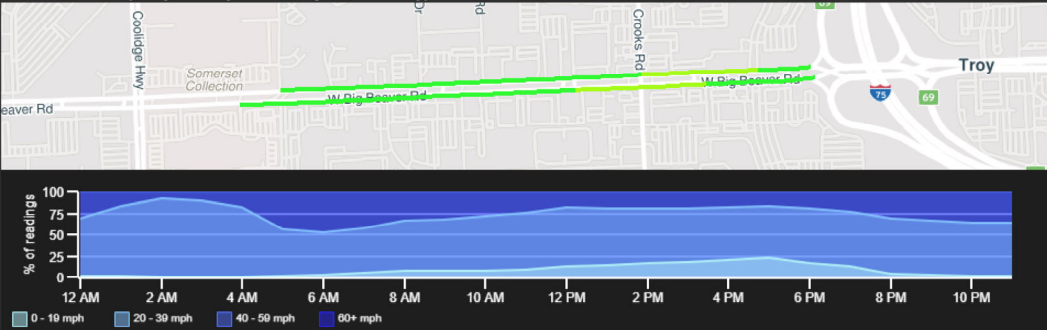 69
Coolidge Hwy
Dr
Rd
Crooks Rd
Somerset
Collection
Troy
W Big Beaver Rd
W Big Beaver Rd
eaver Rd
75
69
% of readings
100
75
50
25
0
12 AM 2 AM 4 AM 6 AM 8 AM 10 AM 12 PM 2 PM 4 PM 6 PM 8 PM 10 PM
0 - 19 mph 20 - 39 mph 40 - 59 mph 60+ mph